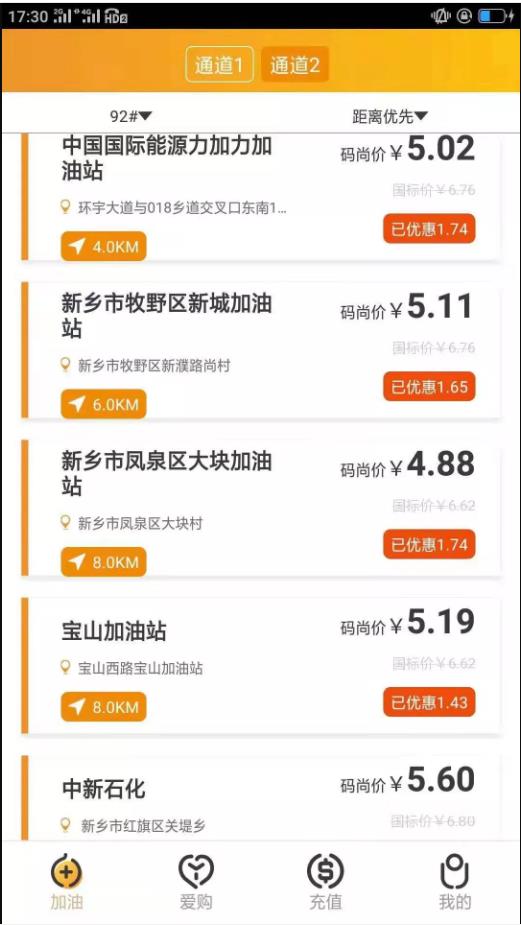 17:30 2G 4G HD2
通道1 通道2
92# 距离优先
中国国际能源力加力加
油站
码尚价￥5.02
国标价￥6.76
环宇大道与018乡道交叉口东南1...
已优惠1.74
4.0KM
新乡市牧野区新城加油
站
码尚价￥5.11
国标价￥6.76
新乡市牧野区新濮路尚村
已优惠1.65
6.0KM
新乡市凤泉区大块加油
站
码尚价￥4.88
国标价￥6.62
新乡市凤泉区大块村
已优惠1.74
8.0KM
宝山加油站
码尚价￥5.19
国标价￥6.62
宝山西路宝山加油站
已优惠1.43
8.0KM
中新石化
码尚价￥5.60
国标价￥6.80
新乡市红旗区关堤乡
加油 爱购 充值 我的